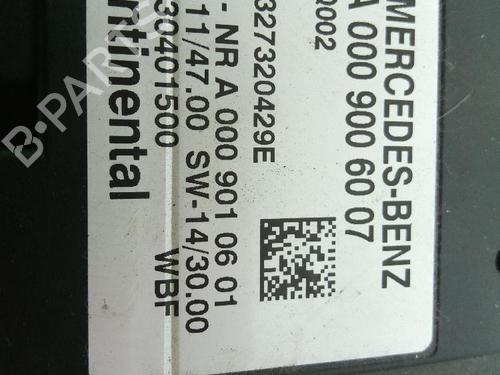 MERCEDES-BENZ
A 000 900 60 07
Q002
327320429E
- NR A 000 901 06 01
11/47.00 SW-14/30.00
30401500 WBF
ntinental
B-PARTS